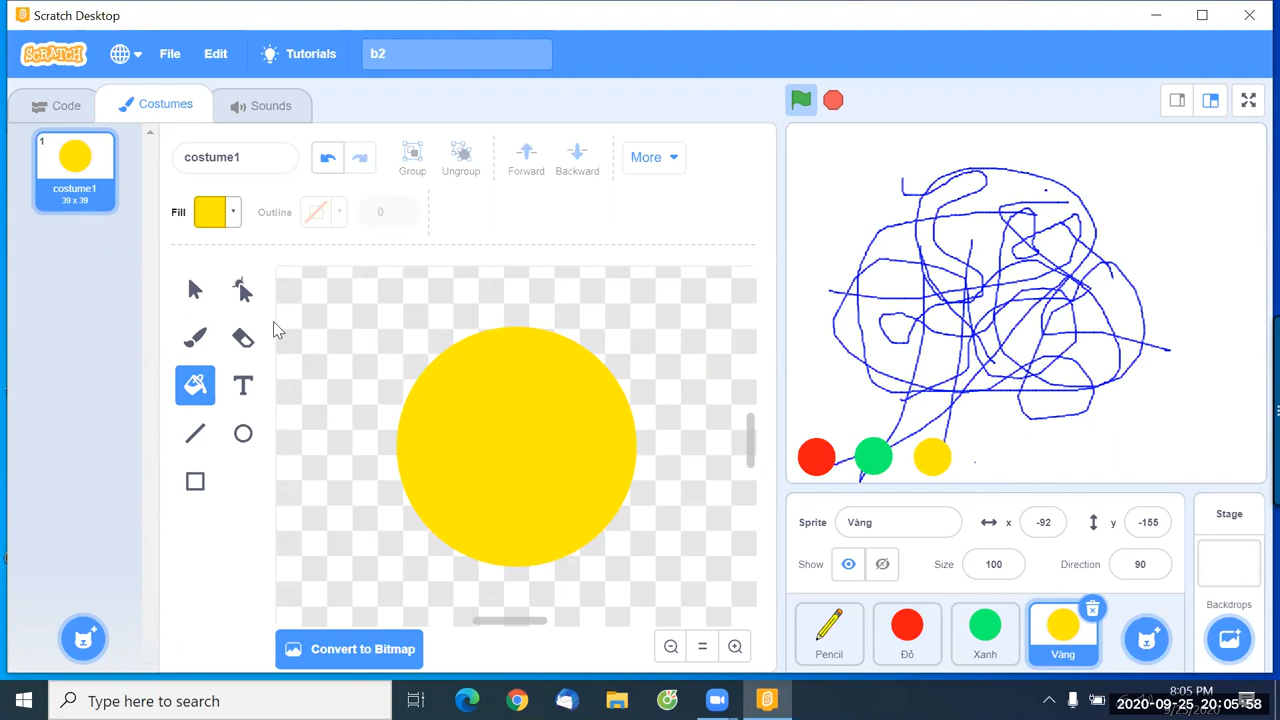 Scratch Desktop
SCRATCH File Edit Tutorials b2
Code Costumes Sounds
1
costume1
39 x 39
costume1 Group Ungroup Forward Backward More
Fill Outline 0
T
Convert to Bitmap
Sprite Vàng x -92 y -155
Show Size 100 Direction 90
Pencil Đỏ Xanh Vàng
Stage
Backdrops
Type here to search
8:05 PM
2020-09-25 20:05:58